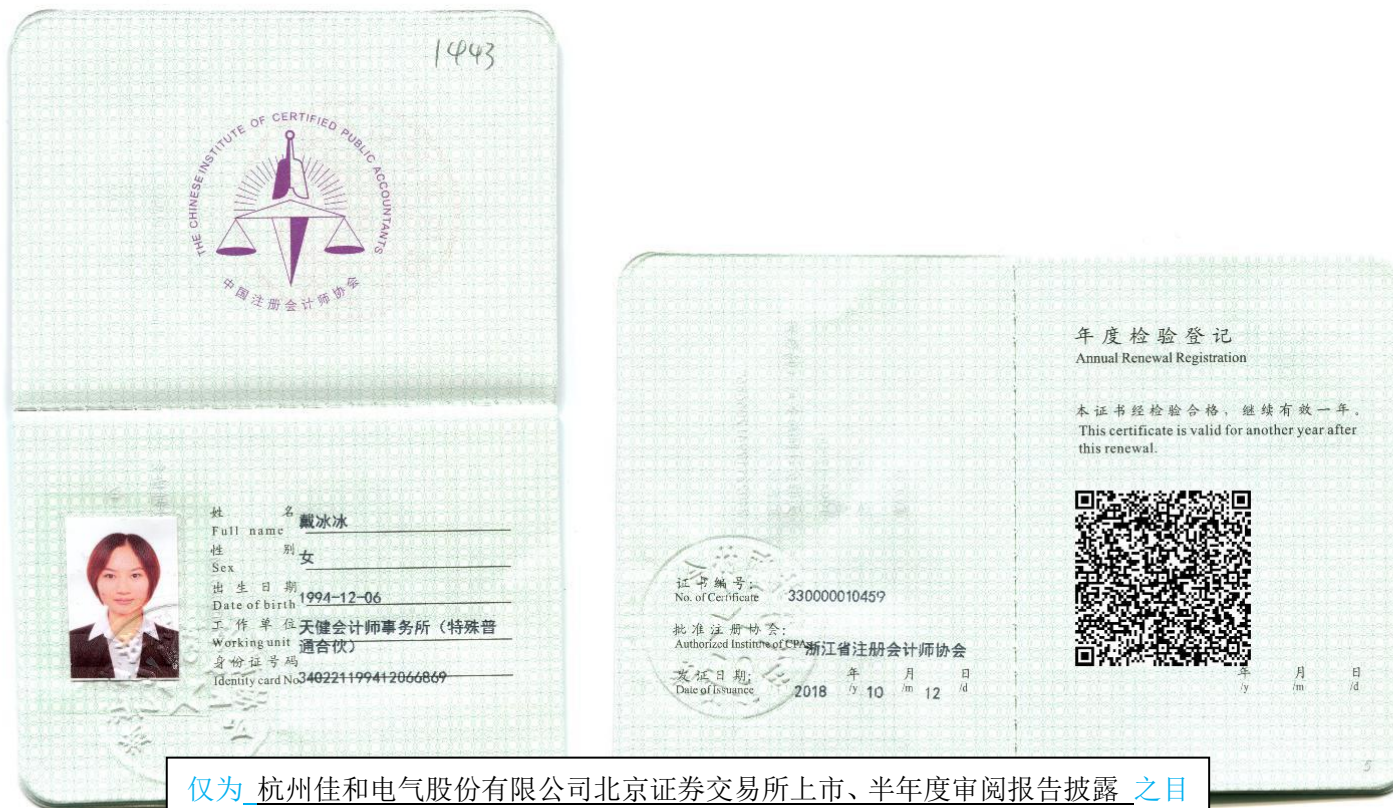 1443
THE CHINESE INSTITUTE OF CERTIFIED PUBLIC ACCOUNTANTS
中国注册会计师协会
姓 名 戴冰冰
Full name
性 别 女
Sex
出生日期 1994-12-06
Date of birth
工作单位 天健会计师事务所（特殊普
Working unit 通合伙）
身份证号码
Identity card No 340221199412066869
证书编号:
No. of Certificate 330000010459
批准注册协会:
Authorized Institute of CPAs 浙江省注册会计师协会
发证日期: 年 月 日
Date of Issuance 2018 /y 10 /m 12 /d
年度检验登记
Annual Renewal Registration
本证书经检验合格，继续有效一年。
This certificate is valid for another year after
this renewal.
年 月 日
/y /m /d
5
仅为 杭州佳和电气股份有限公司北京证券交易所上市、半年度审阅报告披露 之目